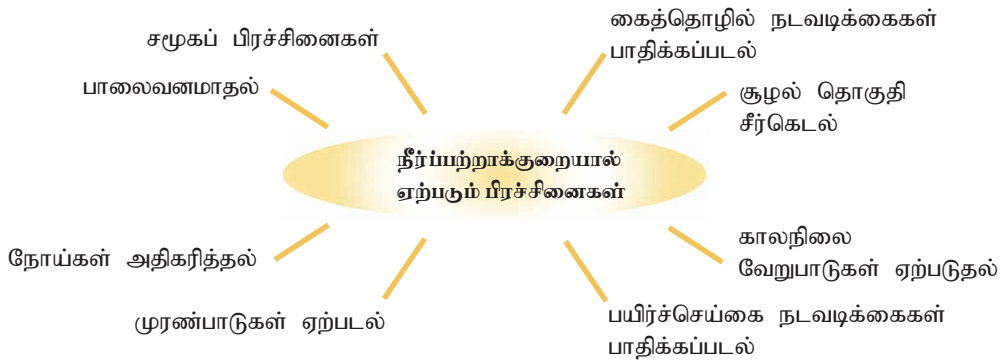 சமூகப் பிரச்சினைகள்
கைத்தொழில் நடவடிக்கைகள்
பாதிக்கப்படல்
பாலைவனமாதல்
சூழல் தொகுதி
சீர்கெடல்
நீர்ப்பற்றாக்குறையால்
ஏற்படும் பிரச்சினைகள்
நோய்கள் அதிகரித்தல்
காலநிலை
வேறுபாடுகள் ஏற்படுதல்
முரண்பாடுகள் ஏற்படல்
பயிர்ச்செய்கை நடவடிக்கைகள்
பாதிக்கப்படல்